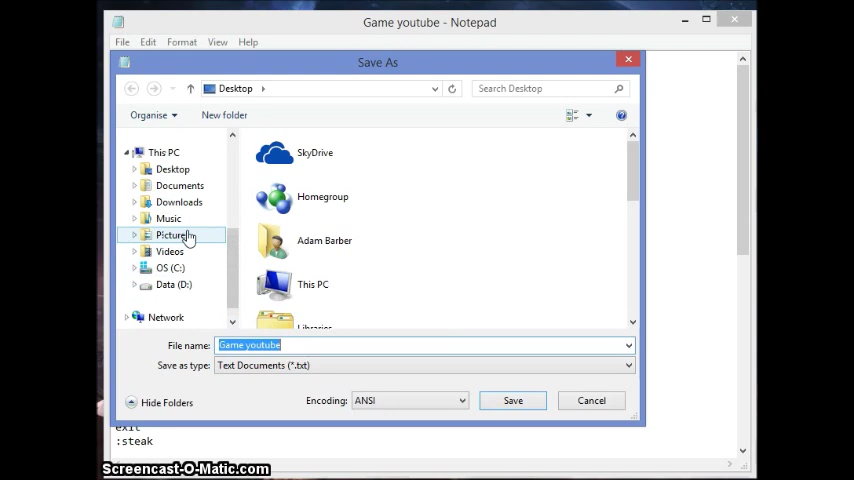 Game youtube - Notepad
File Edit Format View Help
Save As
Desktop
Search Desktop
Organise New folder
This PC
Desktop
Documents
Downloads
Music
Videos
OS (C:)
Data (D:)
Network
SkyDrive
Homegroup
Adam Barber
This PC
Libraries
File name: Game youtube
Save as type: Text Documents (*.txt)
Hide Folders Encoding: ANSI Save Cancel
exit
:steak
Screencast-O-Matic.com